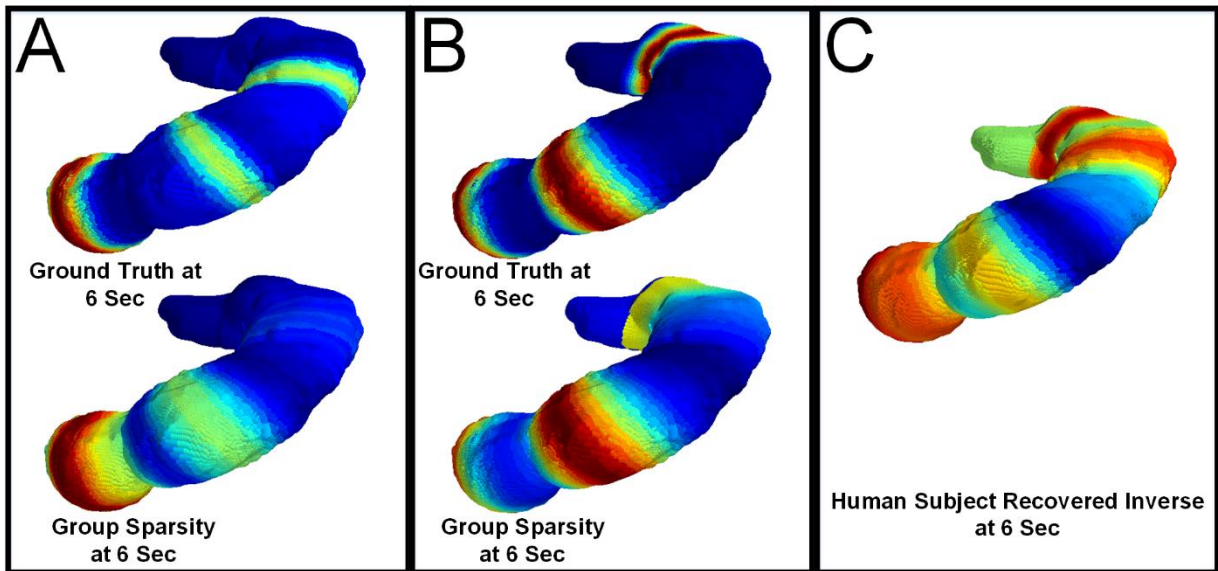 A
Ground Truth at
6 Sec
Group Sparsity
at 6 Sec
B
Ground Truth at
6 Sec
Group Sparsity
at 6 Sec
C
Human Subject Recovered Inverse
at 6 Sec